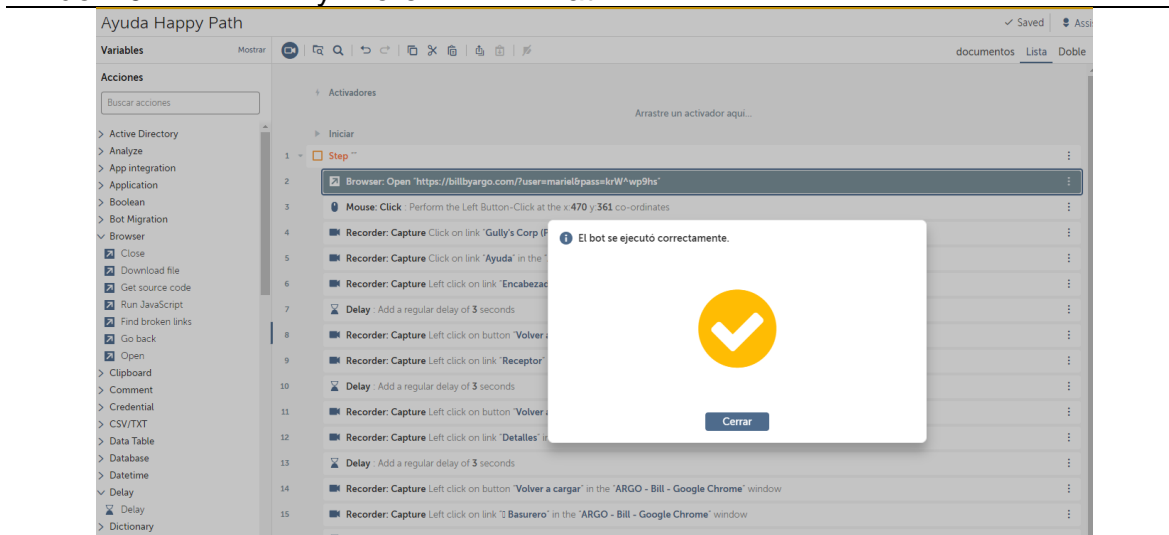 Ayuda Happy Path
Saved
Variables
Mostrar
documentos Lista Doble
Acciones
Buscar acciones
Activadores
Arrastre un activador aqui...
Iniciar
Active Directory
Analyze
App integration
Application
Boolean
Bot Migration
Browser
Close
Download file
Get source code
Run JavaScript
Find broken links
Go back
Open
Clipboard
Comment
Credential
CSV/TXT
Data Table
Database
Datetime
Delay
Delay
Dictionary
1 Step ""
2 Browser: Open "https://billbyargo.com/?user=mariel&pass=krW^wp9hs"
3 Mouse: Click : Perform the Left Button-Click at the x:470 y:361 co-ordinates
4 Recorder: Capture Click on link "Gully's Corp
5 Recorder: Capture Click on link "Ayuda" in the "
6 Recorder: Capture Left click on link "Encabezac
7 Delay : Add a regular delay of 3 seconds
8 Recorder: Capture Left click on button "Volver a
9 Recorder: Capture Left click on link "Receptor"
10 Delay : Add a regular delay of 3 seconds
11 Recorder: Capture Left click on button "Volver a
12 Recorder: Capture Left click on link "Detalles" in
13 Delay : Add a regular delay of 3 seconds
14 Recorder: Capture Left click on button "Volver a cargar" in the "ARGO - Bill - Google Chrome" window
15 Recorder: Capture Left click on link "▯ Basurero" in the "ARGO - Bill - Google Chrome" window
El bot se ejecutó correctamente.
Cerrar